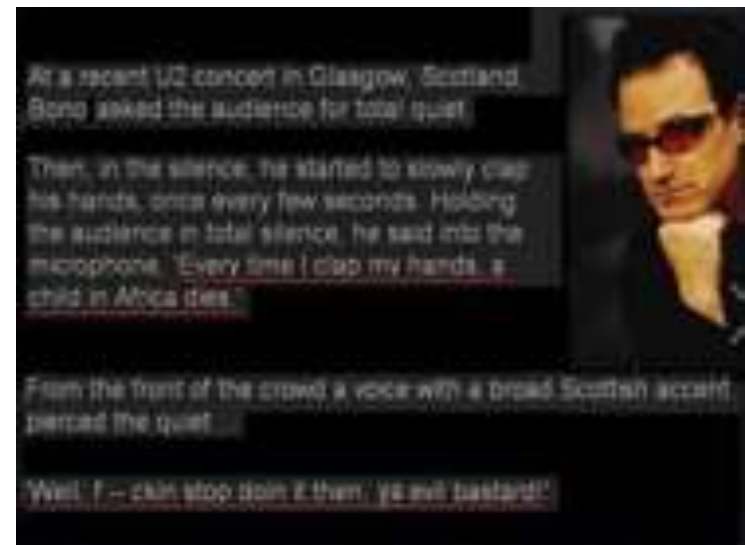 At a recent U2 concert in Glasgow, Scotland
Bono asked the audience for total quiet
Then, in the silence, he started to slowly clap
his hands, once every few seconds. Holding
the audience in total silence, he said into the
microphone, "Every time I clap my hands, a
child in Africa dies."
From the front of the crowd a voice with a broad Scottish accent
pierced the quiet ...
"Well, f – ckin stop doin it then, ya evil bastard!"